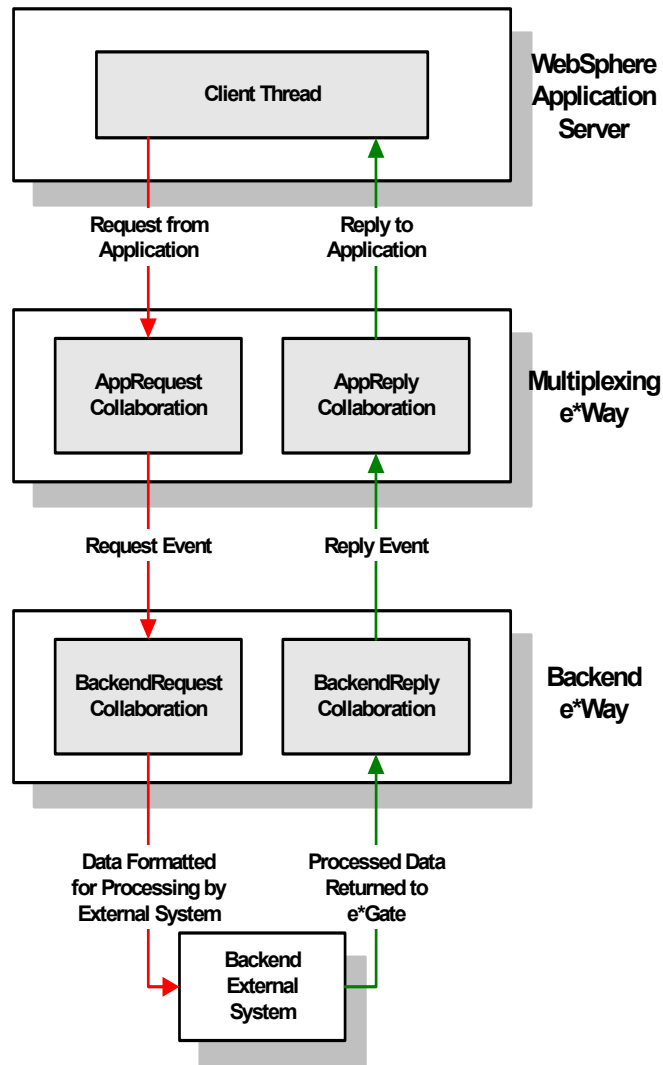 Client Thread
WebSphere
Application
Server
Request from
Application
Reply to
Application
AppRequest
Collaboration
AppReply
Collaboration
Multiplexing
e*Way
Request Event
Reply Event
BackendRequest
Collaboration
BackendReply
Collaboration
Backend
e*Way
Data Formatted
for Processing by
External System
Processed Data
Returned to
e*Gate
Backend
External
System